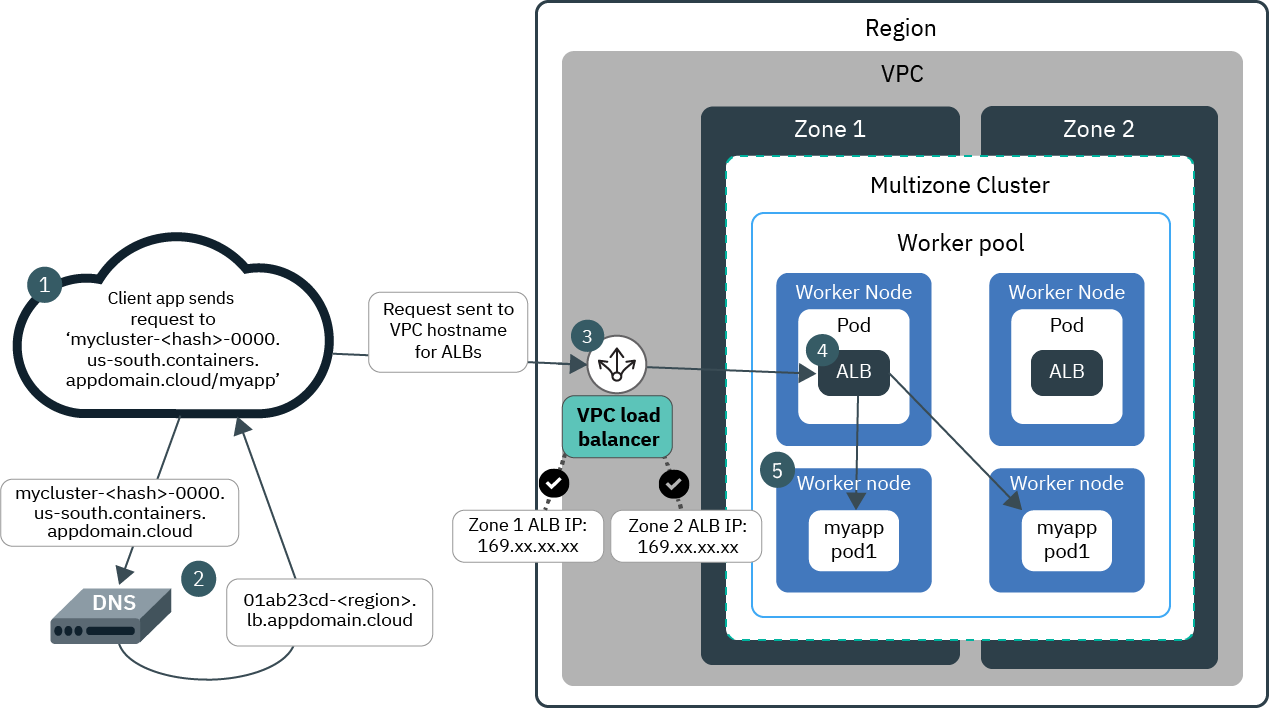 Region
VPC
Zone 1
Zone 2
Multizone Cluster
Worker pool
1
Client app sends
request to
‘mycluster-<hash>-0000.
us-south.containers.
appdomain.cloud/myapp’
Request sent to
VPC hostname
for ALBs
3
VPC load
balancer
Zone 1 ALB IP:
169.xx.xx.xx
Zone 2 ALB IP:
169.xx.xx.xx
Worker Node
Pod
4
ALB
Worker Node
Pod
ALB
5
Worker node
myapp
pod1
Worker node
myapp
pod1
mycluster-<hash>-0000.
us-south.containers.
appdomain.cloud
2
DNS
01ab23cd-<region>.
lb.appdomain.cloud